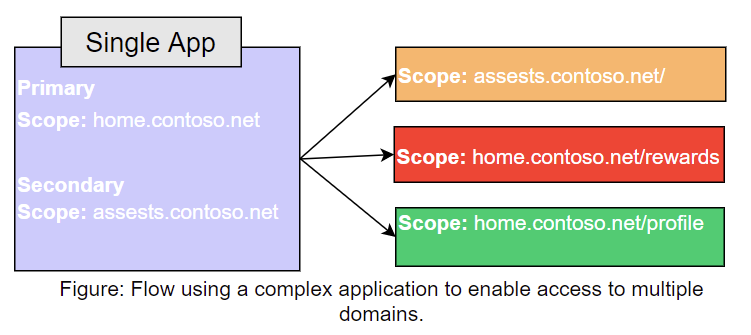 Single App
Primary
Scope: home.contoso.net
Secondary
Scope: assests.contoso.net
Scope: assests.contoso.net/
Scope: home.contoso.net/rewards
Scope: home.contoso.net/profile
Figure: Flow using a complex application to enable access to multiple
domains.